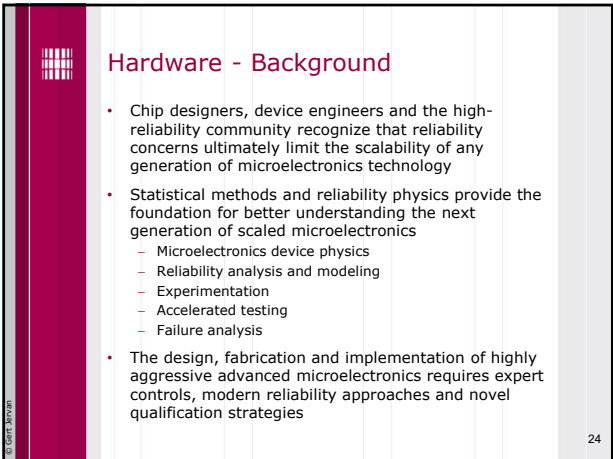 Hardware - Background
• Chip designers, device engineers and the high-
reliability community recognize that reliability
concerns ultimately limit the scalability of any
generation of microelectronics technology
• Statistical methods and reliability physics provide the
foundation for better understanding the next
generation of scaled microelectronics
– Microelectronics device physics
– Reliability analysis and modeling
– Experimentation
– Accelerated testing
– Failure analysis
• The design, fabrication and implementation of highly
aggressive advanced microelectronics requires expert
controls, modern reliability approaches and novel
qualification strategies
© Gert Jervan
24